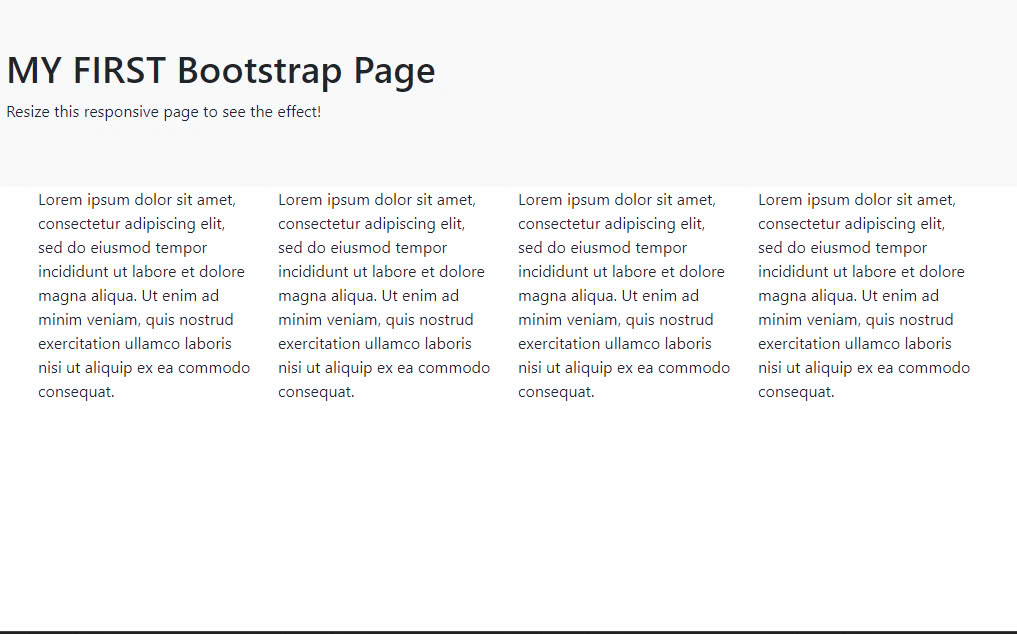 MY FIRST Bootstrap Page
Resize this responsive page to see the effect!
Lorem ipsum dolor sit amet,
consectetur adipiscing elit,
sed do eiusmod tempor
incididunt ut labore et dolore
magna aliqua. Ut enim ad
minim veniam, quis nostrud
exercitation ullamco laboris
nisi ut aliquip ex ea commodo
consequat.
Lorem ipsum dolor sit amet,
consectetur adipiscing elit,
sed do eiusmod tempor
incididunt ut labore et dolore
magna aliqua. Ut enim ad
minim veniam, quis nostrud
exercitation ullamco laboris
nisi ut aliquip ex ea commodo
consequat.
Lorem ipsum dolor sit amet,
consectetur adipiscing elit,
sed do eiusmod tempor
incididunt ut labore et dolore
magna aliqua. Ut enim ad
minim veniam, quis nostrud
exercitation ullamco laboris
nisi ut aliquip ex ea commodo
consequat.
Lorem ipsum dolor sit amet,
consectetur adipiscing elit,
sed do eiusmod tempor
incididunt ut labore et dolore
magna aliqua. Ut enim ad
minim veniam, quis nostrud
exercitation ullamco laboris
nisi ut aliquip ex ea commodo
consequat.